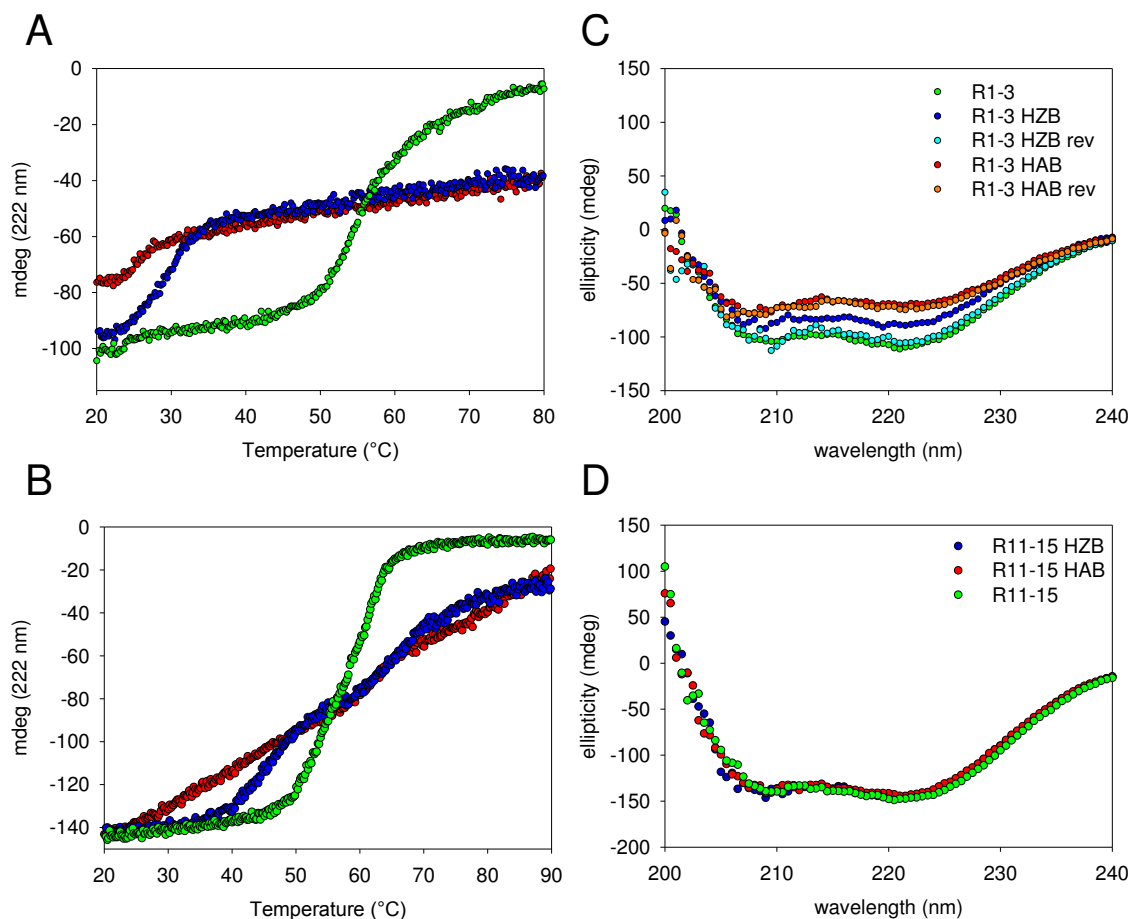 A
0
-20
-40
-60
-80
-100
mdeg (222 nm)
20 30 40 50 60 70 80
Temperature (°C)
C
150
100
50
0
-50
-100
-150
ellipticity (mdeg)
R1-3
R1-3 HZB
R1-3 HZB rev
R1-3 HAB
R1-3 HAB rev
200 210 220 230 240
wavelength (nm)
B
0
-20
-40
-60
-80
-100
-120
-140
mdeg (222 nm)
20 30 40 50 60 70 80 90
Temperature (°C)
D
150
100
50
0
-50
-100
-150
-200
ellipticity (mdeg)
R11-15 HZB
R11-15 HAB
R11-15
200 210 220 230 240
wavelength (nm)